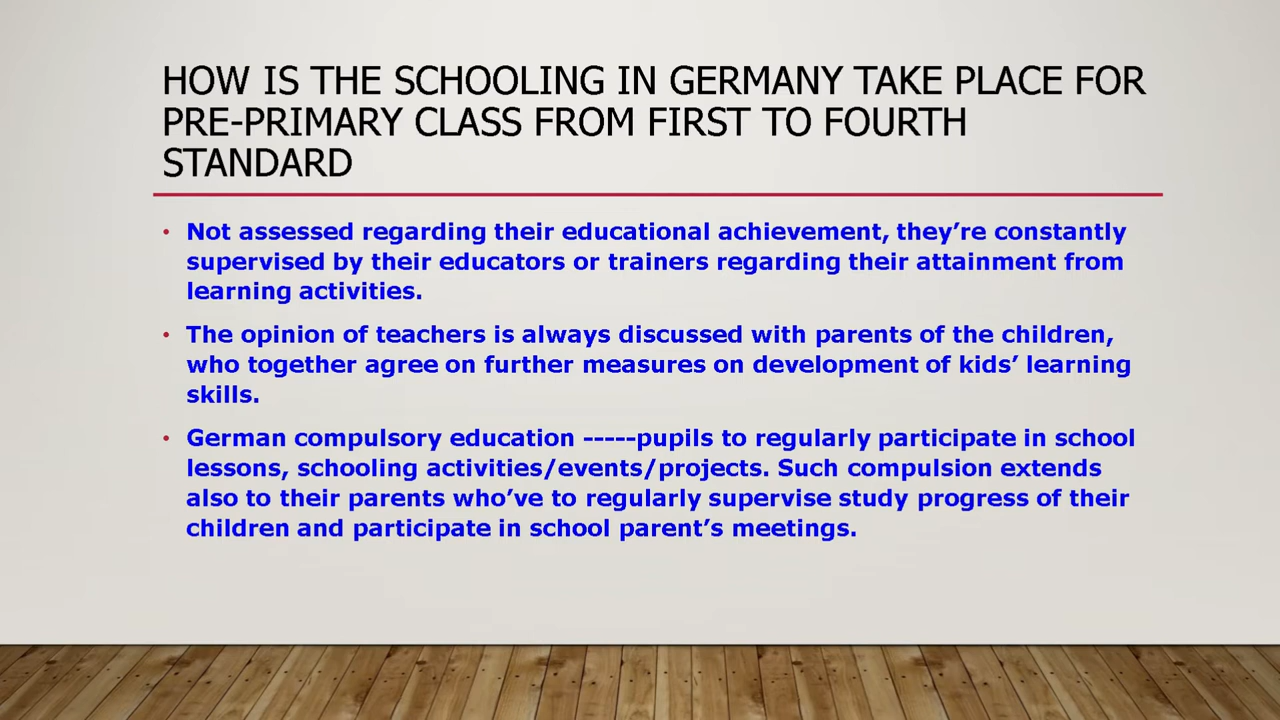 HOW IS THE SCHOOLING IN GERMANY TAKE PLACE FOR
PRE-PRIMARY CLASS FROM FIRST TO FOURTH
STANDARD
• Not assessed regarding their educational achievement, they’re constantly
supervised by their educators or trainers regarding their attainment from
learning activities.
• The opinion of teachers is always discussed with parents of the children,
who together agree on further measures on development of kids’ learning
skills.
• German compulsory education -----pupils to regularly participate in school
lessons, schooling activities/events/projects. Such compulsion extends
also to their parents who’ve to regularly supervise study progress of their
children and participate in school parent’s meetings.